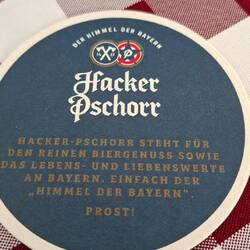 DER HIMMEL DER BAYERN
Hacker
Pschorr
HACKER-PSCHORR STEHT FÜR
DEN REINEN BIERGENUSS SOWIE
DAS LEBENS- UND LIEBENSWERTE
AN BAYERN. EINFACH DER
„HIMMEL DER BAYERN“.
PROST!